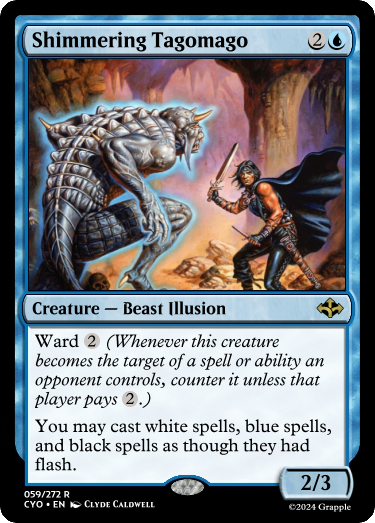 Shimmering Tagomago 2
Creature — Beast Illusion
Ward 2 (Whenever this creature
becomes the target of a spell or ability an
opponent controls, counter it unless that
player pays 2.)
You may cast white spells, blue spells,
and black spells as though they had
flash.
2/3
059/272 R
CYO • EN Clyde Caldwell
©2024 Grapple